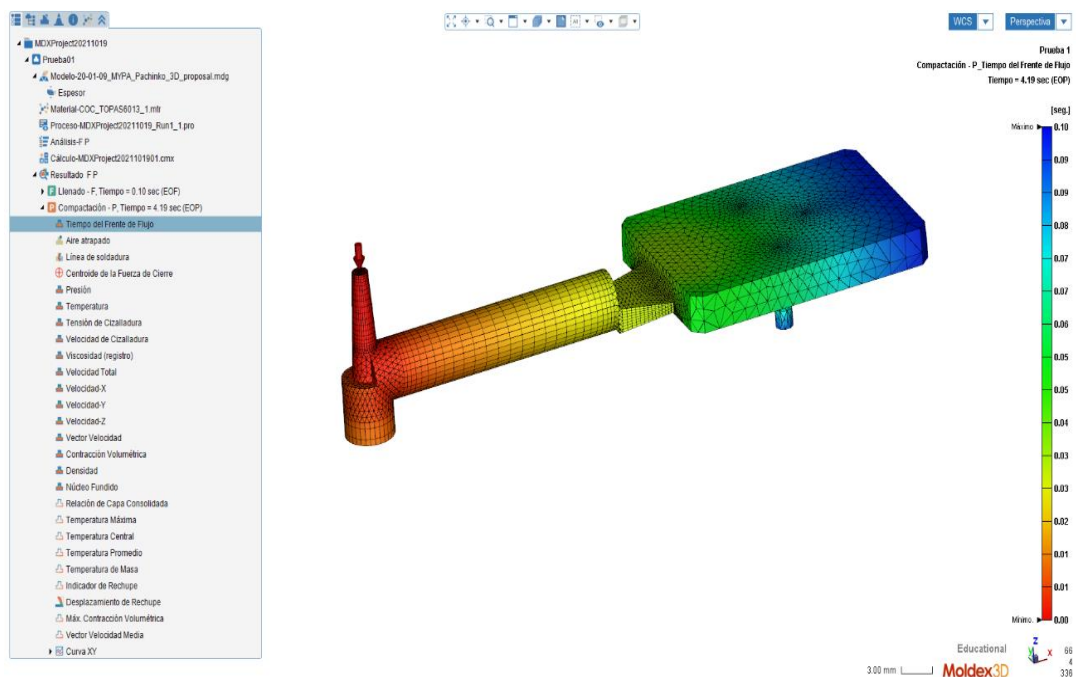 WCS
Perspectiva
MDXProject20211019
Prueba01
Modelo-20-01-09_MYPA_Pachinko_3D_proposal.mdg
Espesor
Material-COC_TOPAS6013_1.mtr
Proceso-MDXProject20211019_Run1_1.pro
Análisis-F P
Cálculo-MDXProject2021101901.cmx
Resultado F P
Llenado - F, Tiempo = 0.10 sec (EOF)
Compactación - P, Tiempo = 4.19 sec (EOP)
Tiempo del Frente de Flujo
Aire atrapado
Línea de soldadura
Centroide de la Fuerza de Cierre
Presión
Temperatura
Tensión de Cizalladura
Velocidad de Cizalladura
Viscosidad (registro)
Velocidad Total
Velocidad-X
Velocidad-Y
Velocidad-Z
Vector Velocidad
Contracción Volumétrica
Densidad
Núcleo Fundido
Relación de Capa Consolidada
Temperatura Máxima
Temperatura Central
Temperatura Promedio
Temperatura de Masa
Indicador de Rechupe
Desplazamiento de Rechupe
Máx. Contracción Volumétrica
Vector Velocidad Media
Curva XY
Prueba 1
Compactación - P_Tiempo del Frente de Flujo
Tiempo = 4.19 sec (EOP)
[seg.]
Máximo 0.10
0.09
0.09
0.08
0.07
0.07
0.06
0.05
0.05
0.04
0.03
0.03
0.02
0.01
0.01
Mínimo. 0.00
Educational
Z
Y X
66
4
336
3.00 mm
Moldex3D